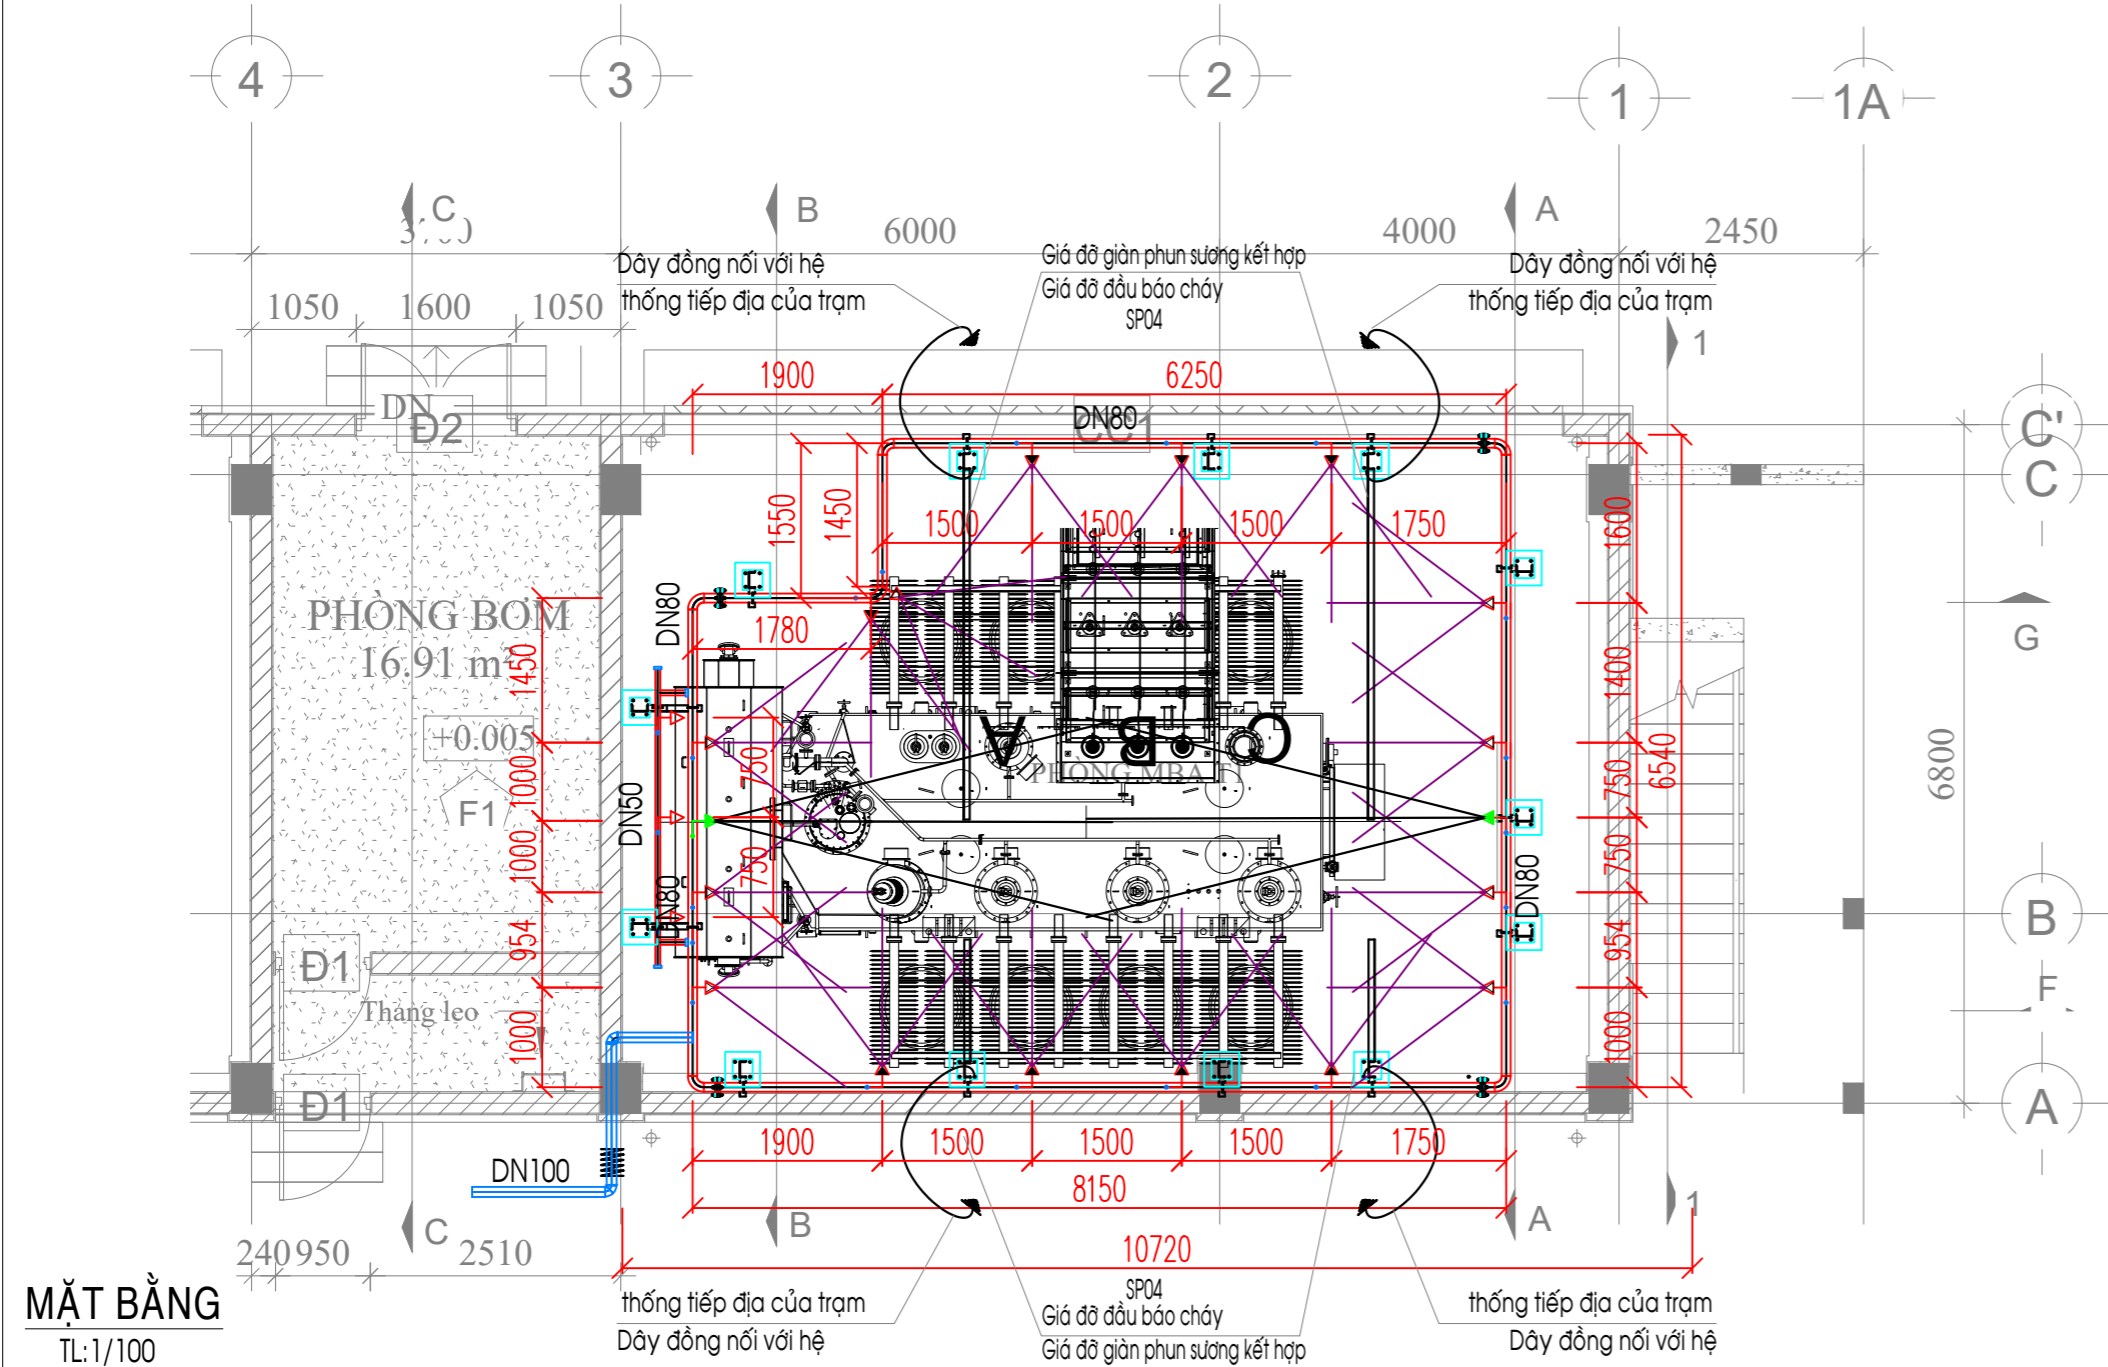 4
3
2
1
1A
C
B
A
6000
4000
2450
Dây đồng nối với hệ
thống tiếp địa của trạm
Giá đỡ giàn phun sương kết hợp
Giá đỡ đầu báo cháy
SP04
Dây đồng nối với hệ
thống tiếp địa của trạm
1050
1600
1050
1
1900
6250
DN
Đ2
DN80
CC1
C'
C
1550
1450
1500
1500
1500
1750
1600
DN80
PHÒNG BƠM
16.91 m²
1780
1450
1400
G
+0.005
A
B
C
PHÒNG MBA T
750
750
6540
6800
F1
DN50
1000
1000
750
750
DN80
DN80
954
954
B
Đ1
Thang leo
F
1000
1000
Đ1
A
DN100
1900
1500
1500
1500
1750
8150
1
C
B
A
240
950
2510
10720
MẶT BẰNG
TL:1/100
thống tiếp địa của trạm
Dây đồng nối với hệ
SP04
Giá đỡ đầu báo cháy
Giá đỡ giàn phun sương kết hợp
thống tiếp địa của trạm
Dây đồng nối với hệ